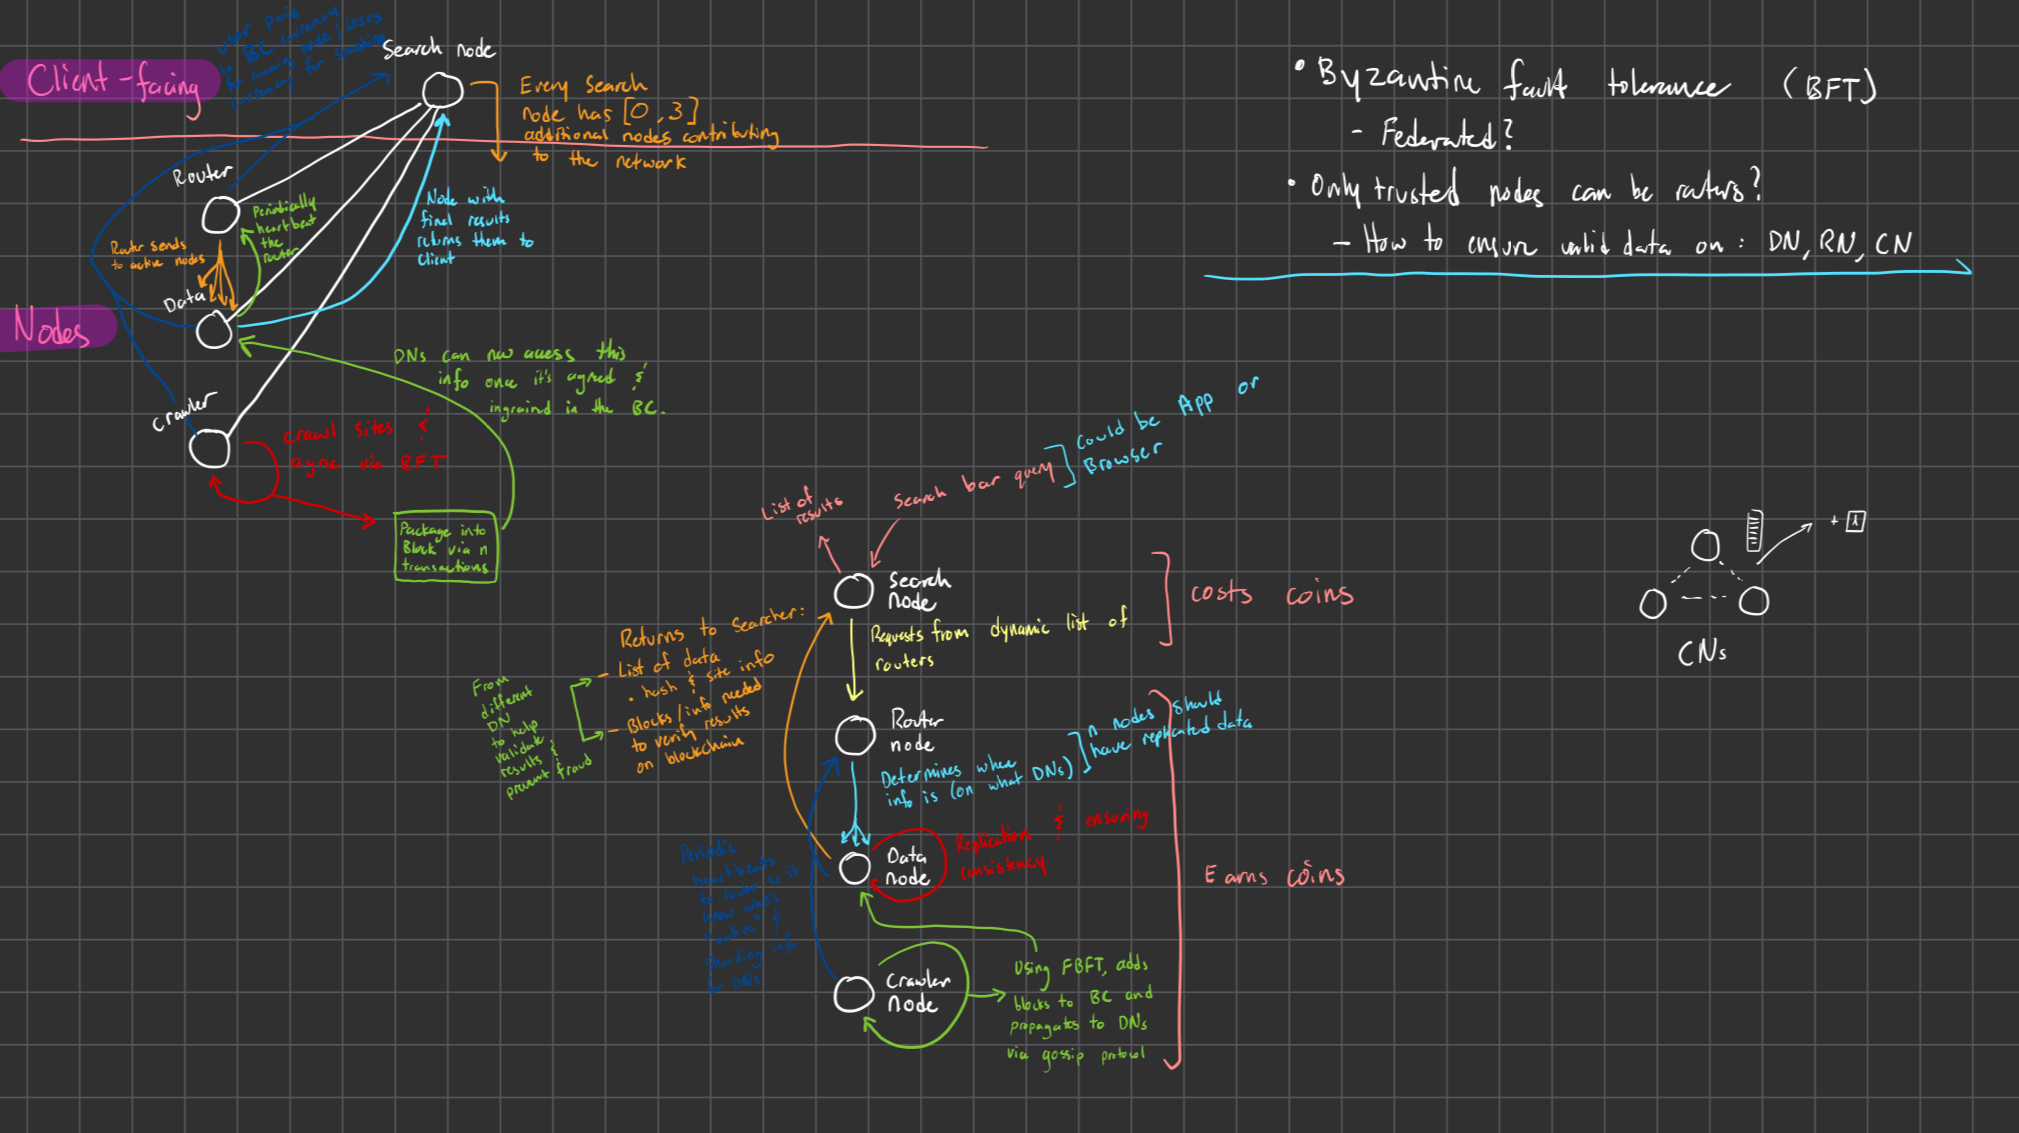 User paid
in BC currency
for running node; loses
currency for searching
Search node
Client-facing
Every Search
node has [0,3]
additional nodes contributing
to the network
Router
Periodically
heartbeat
the
router
Router sends
to active nodes
Node with
final results
returns them to
client
Data
Nodes
DNs can now access this
info once it's agreed &
ingrained in the BC.
Crawler
Crawl Sites &
agree via BFT
Package into
Block via n
transactions
• Byzantine fault tolerance (BFT)
- Federated?
• Only trusted nodes can be routers?
- How to ensure valid data on: DN, RN, CN
Could be App or
Browser
Search bar query
List of
results
Search
Node
costs coins
Requests from dynamic list of
routers
Returns to Searcher:
- List of data
• hash & site info
- Blocks/info needed
to verify results
on blockchain
From
different
DN
to help
validate
results &
prevent fraud
Router
node
n nodes should
have replicated data
Determines where
info is (on what DNs)
Data
node
Replication & ensuring
consistency
Periodic
heartbeats
to router so it
know who's
"active" &
sharding info
for DNs
Earns coins
Crawler
Node
Using FBFT, adds
blocks to BC and
propagates to DNs
via gossip protocol
+
CNs